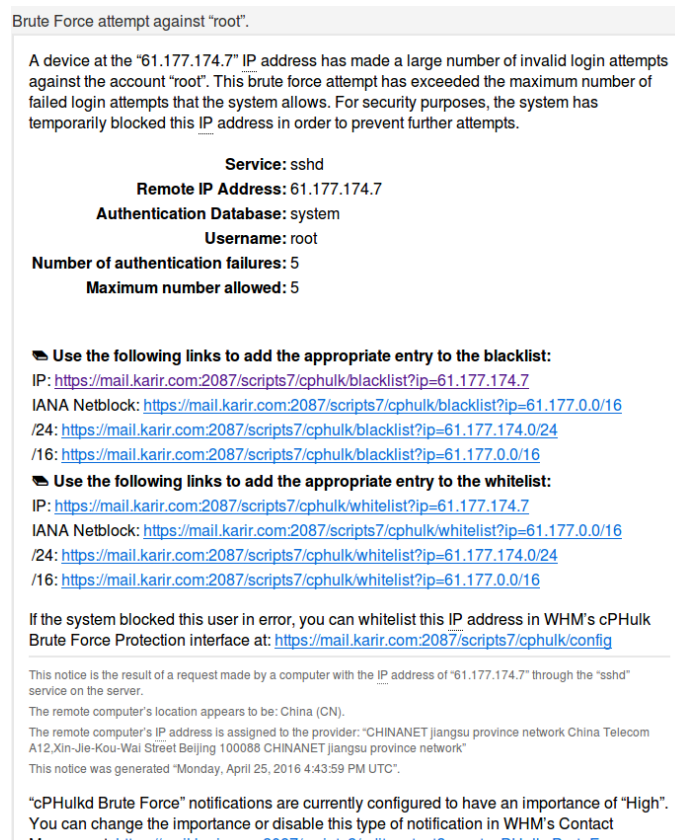 Brute Force attempt against “root”.
A device at the “61.177.174.7” IP address has made a large number of invalid login attempts
against the account “root”. This brute force attempt has exceeded the maximum number of
failed login attempts that the system allows. For security purposes, the system has
temporarily blocked this IP address in order to prevent further attempts.
Service: sshd
Remote IP Address: 61.177.174.7
Authentication Database: system
Username: root
Number of authentication failures: 5
Maximum number allowed: 5
Use the following links to add the appropriate entry to the blacklist:
IP: https://mail.karir.com:2087/scripts7/cphulk/blacklist?ip=61.177.174.7
IANA Netblock: https://mail.karir.com:2087/scripts7/cphulk/blacklist?ip=61.177.0.0/16
/24: https://mail.karir.com:2087/scripts7/cphulk/blacklist?ip=61.177.174.0/24
/16: https://mail.karir.com:2087/scripts7/cphulk/blacklist?ip=61.177.0.0/16
Use the following links to add the appropriate entry to the whitelist:
IP: https://mail.karir.com:2087/scripts7/cphulk/whitelist?ip=61.177.174.7
IANA Netblock: https://mail.karir.com:2087/scripts7/cphulk/whitelist?ip=61.177.0.0/16
/24: https://mail.karir.com:2087/scripts7/cphulk/whitelist?ip=61.177.174.0/24
/16: https://mail.karir.com:2087/scripts7/cphulk/whitelist?ip=61.177.0.0/16
If the system blocked this user in error, you can whitelist this IP address in WHM’s cPHulk
Brute Force Protection interface at: https://mail.karir.com:2087/scripts7/cphulk/config
This notice is the result of a request made by a computer with the IP address of “61.177.174.7” through the “sshd”
service on the server.
The remote computer’s location appears to be: China (CN).
The remote computer’s IP address is assigned to the provider: “CHINANET jiangsu province network China Telecom
A12,Xin-Jie-Kou-Wai Street Beijing 100088 CHINANET jiangsu province network”
This notice was generated “Monday, April 25, 2016 4:43:59 PM UTC”.
“cPHulkd Brute Force” notifications are currently configured to have an importance of “High”.
You can change the importance or disable this type of notification in WHM’s Contact